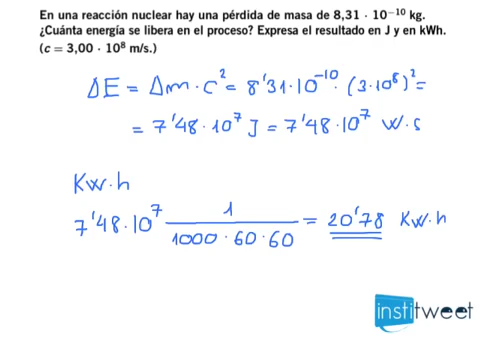 En una reacción nuclear hay una pérdida de masa de 8,31 · 10⁻¹⁰ kg.
¿Cuánta energía se libera en el proceso? Expresa el resultado en J y en kWh.
(c = 3,00 · 10⁸ m/s.)
ΔE = Δm · c² = 8'31·10⁻¹⁰ · (3·10⁸)² =
= 7'48 · 10⁷ J = 7'48 · 10⁷ W·s
Kw·h
7'48·10⁷ 1/(1000 · 60 · 60) = 20'78 Kw·h
institweet